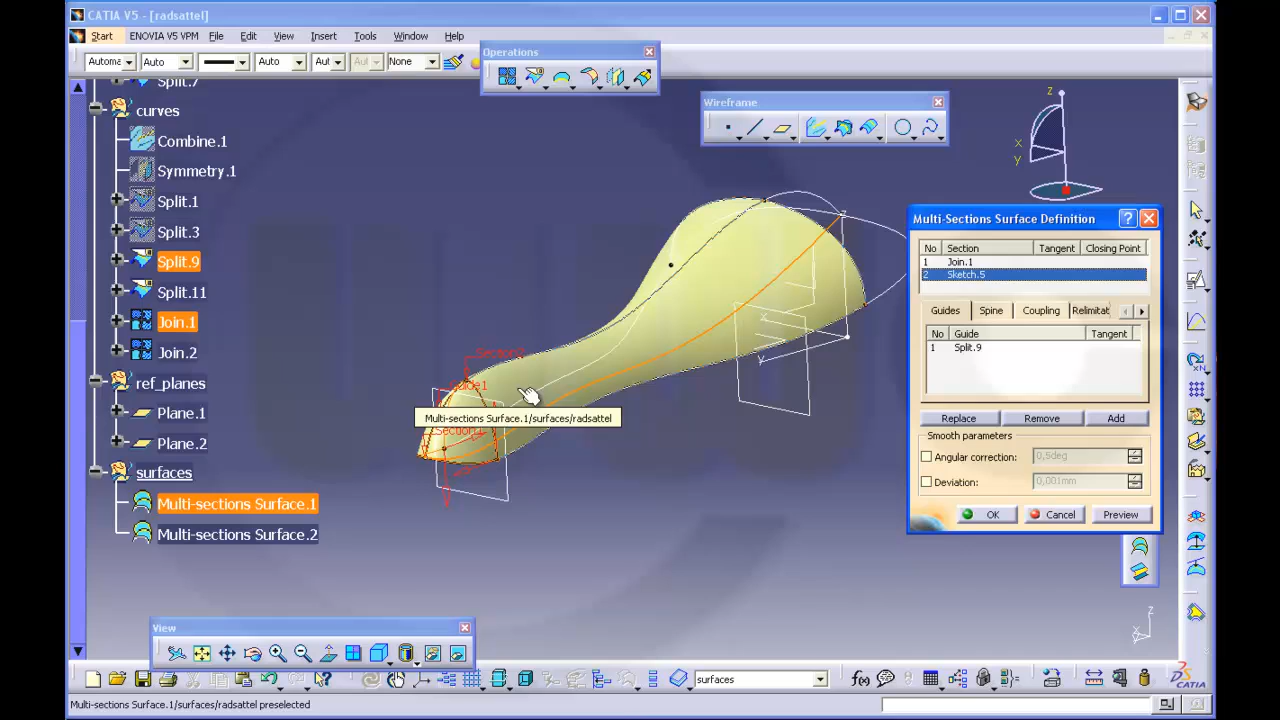 CATIA V5 - [radsattel]
Start ENOVIA V5 VPM File Edit View Insert Tools Window Help
Automa Auto Auto Aut Aut None
Operations
Wireframe
Split.7
curves
Combine.1
Symmetry.1
Split.1
Split.3
Split.9
Split.11
Join.1
Join.2
ref_planes
Plane.1
Plane.2
surfaces
Multi-sections Surface.1
Multi-sections Surface.2
z
x
y
Section2
Guide1
Multi-sections Surface.1/surfaces/radsattel
Section1
x
y
z
Multi-Sections Surface Definition
No Section Tangent Closing Point
1 Join.1
2 Sketch.5
Guides Spine Coupling Relimitat
No Guide Tangent
1 Split.9
Replace Remove Add
Smooth parameters
Angular correction: 0,5deg
Deviation: 0,001mm
OK Cancel Preview
View
z
x
surfaces
f(x)
CATIA
Multi-sections Surface.1/surfaces/radsattel preselected